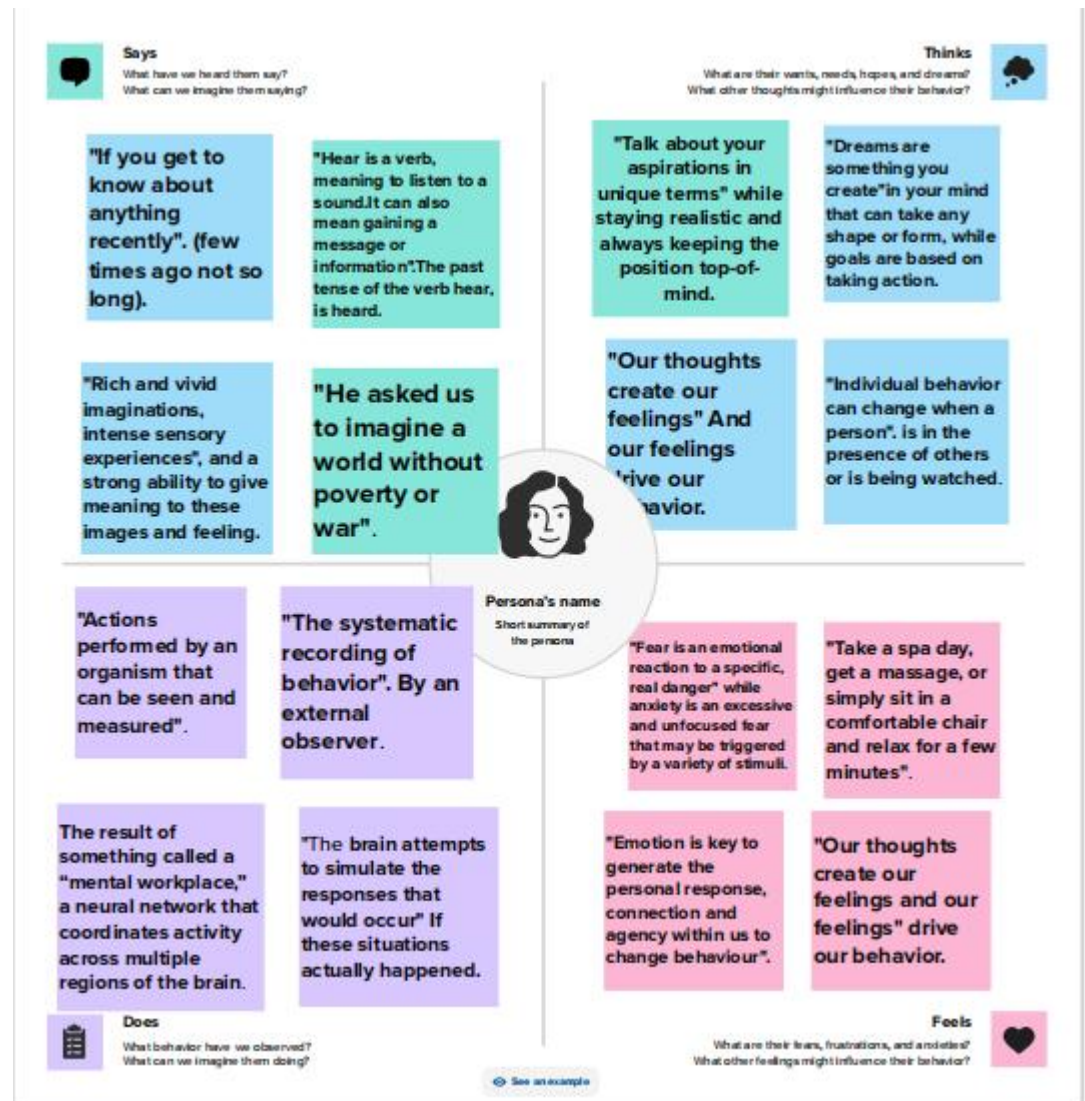 Says
What have we heard them say?
What can we imagine them saying?
Thinks
What are their wants, needs, hopes, and dreams?
What other thoughts might influence their behavior?
"If you get to
know about
anything
recently". (few
times ago not so
long).
"Hear is a verb,
meaning to listen to a
sound.It can also
mean gaining a
message or
information".The past
tense of the verb hear,
is heard.
"Talk about your
aspirations in
unique terms" while
staying realistic and
always keeping the
position top-of-
mind.
"Dreams are
something you
create"in your mind
that can take any
shape or form, while
goals are based on
taking action.
"Rich and vivid
imaginations,
intense sensory
experiences", and a
strong ability to give
meaning to these
images and feeling.
"He asked us
to imagine a
world without
poverty or
war".
"Our thoughts
create our
feelings" And
our feelings
rive our
avior.
"Individual behavior
can change when a
person". is in the
presence of others
or is being watched.
Persona's name
Short summary of
the persona
"Actions
performed by an
organism that
can be seen and
measured".
"The systematic
recording of
behavior". By an
external
observer.
"Fear is an emotional
reaction to a specific,
real danger" while
anxiety is an excessive
and unfocused fear
that may be triggered
by a variety of stimuli.
"Take a spa day,
get a massage, or
simply sit in a
comfortable chair
and relax for a few
minutes".
The result of
something called a
“mental workplace,”
a neural network that
coordinates activity
across multiple
regions of the brain.
"The brain attempts
to simulate the
responses that
would occur" If
these situations
actually happened.
"Emotion is key to
generate the
personal response,
connection and
agency within us to
change behaviour".
"Our thoughts
create our
feelings and our
feelings" drive
our behavior.
Does
What behavior have we observed?
What can we imagine them doing?
Feels
What are their fears, frustrations, and anxieties?
What other feelings might influence their behavior?
See an example